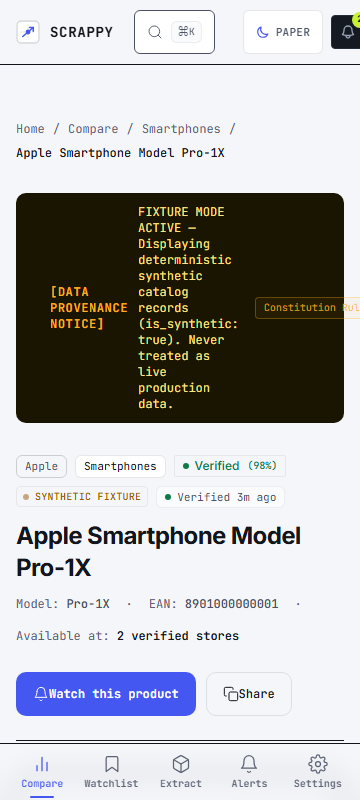 SCRAPPY
⌘K
PAPER
Home / Compare / Smartphones /
Apple Smartphone Model Pro-1X
[DATA PROVENANCE NOTICE]
FIXTURE MODE
ACTIVE —
Displaying
deterministic
synthetic
catalog
records
(is_synthetic:
true). Never
treated as
live
production
data.
Constitution
Apple
Smartphones
Verified (98%)
SYNTHETIC FIXTURE
Verified 3m ago
Apple Smartphone Model
Pro-1X
Model: Pro-1X · EAN: 8901000000001 ·
Available at: 2 verified stores
Watch this product
Share
Compare
Watchlist
Extract
Alerts
Settings